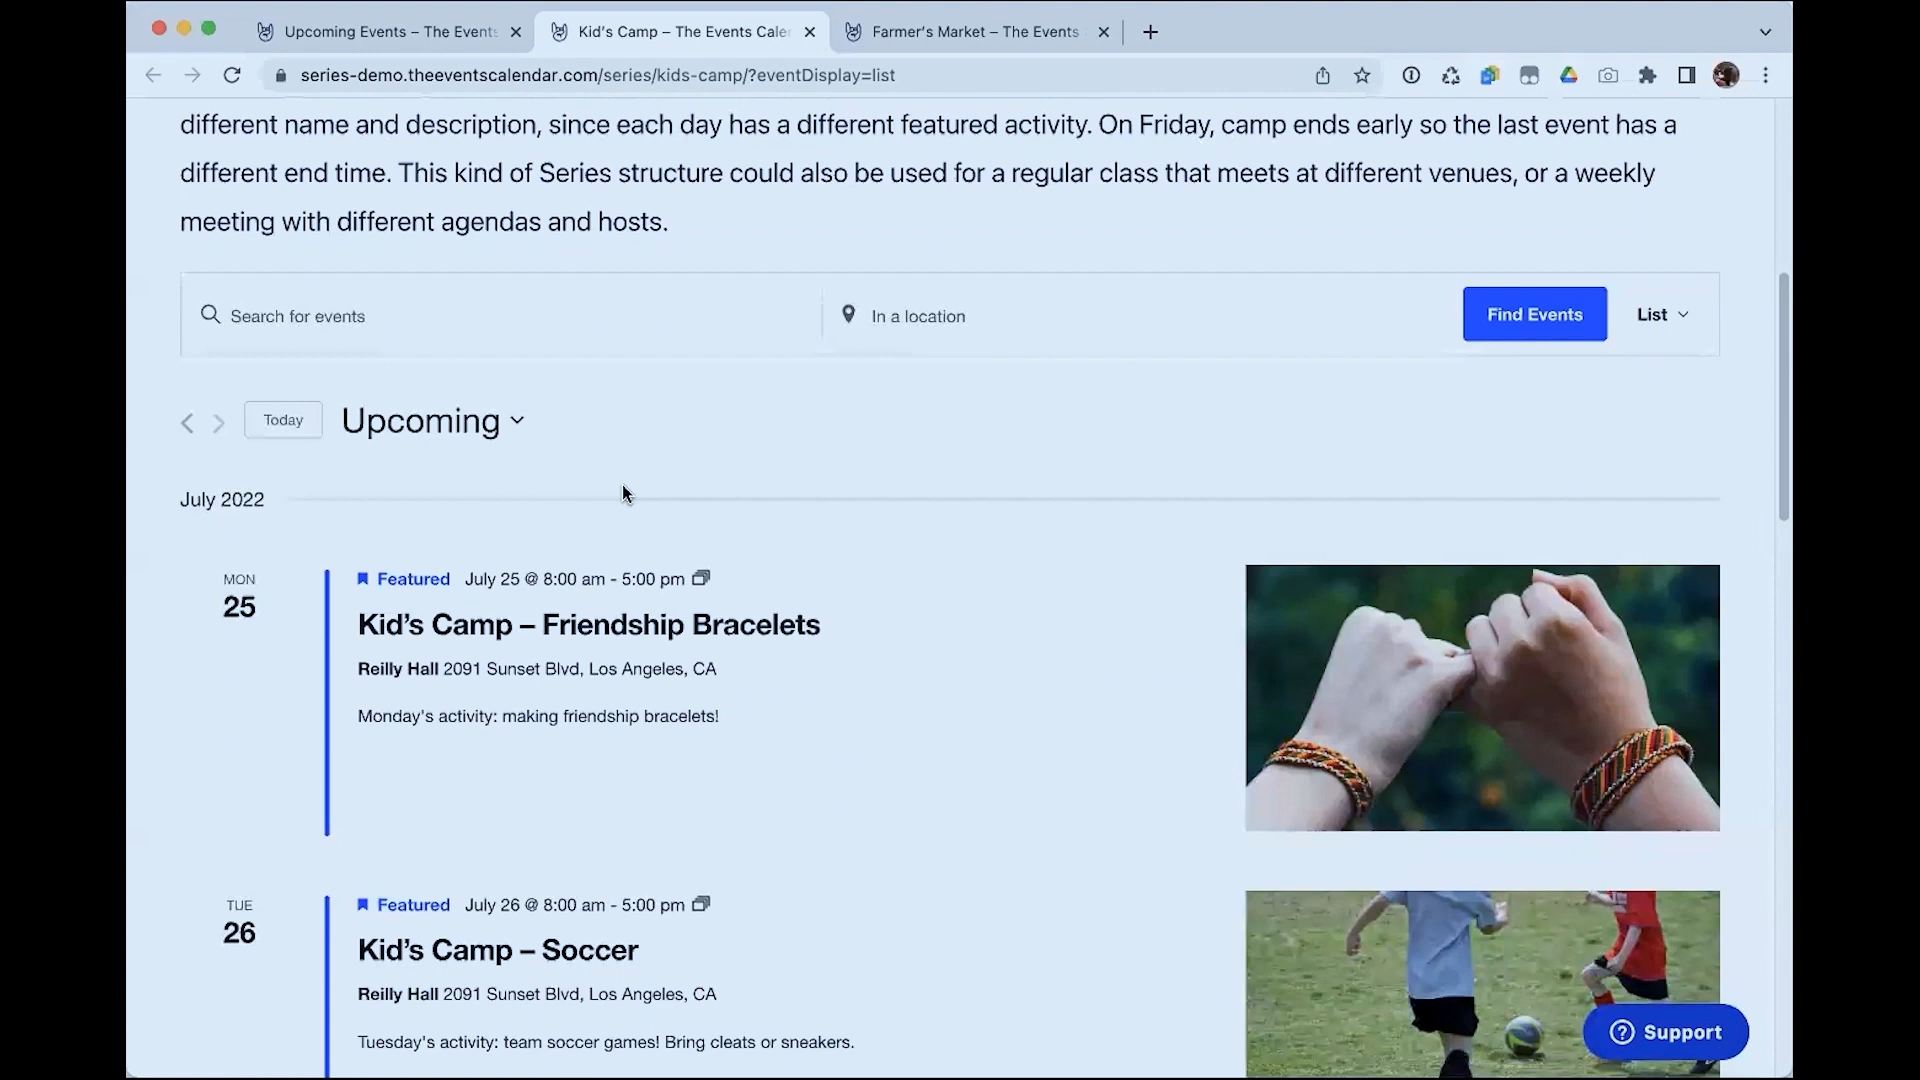 Upcoming Events – The Events
Kid's Camp – The Events Cale
Farmer's Market – The Events
series-demo.theeventscalendar.com/series/kids-camp/?eventDisplay=list
different name and description, since each day has a different featured activity. On Friday, camp ends early so the last event has a
different end time. This kind of Series structure could also be used for a regular class that meets at different venues, or a weekly
meeting with different agendas and hosts.
Search for events
In a location
Find Events
List
Today
Upcoming
July 2022
MON
25
Featured July 25 @ 8:00 am - 5:00 pm
Kid's Camp – Friendship Bracelets
Reilly Hall 2091 Sunset Blvd, Los Angeles, CA
Monday's activity: making friendship bracelets!
TUE
26
Featured July 26 @ 8:00 am - 5:00 pm
Kid's Camp – Soccer
Reilly Hall 2091 Sunset Blvd, Los Angeles, CA
Tuesday's activity: team soccer games! Bring cleats or sneakers.
Support